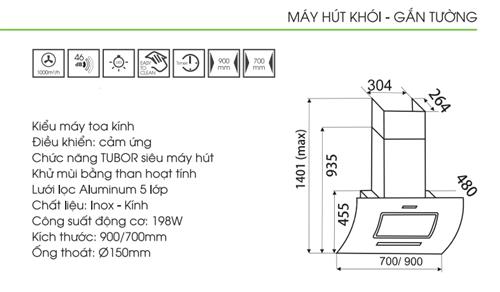 MÁY HÚT KHÓI - GẮN TƯỜNG
1000m³/h
46 dB
LED
EASY TO CLEAN
Timer
900 mm
700 mm
Kiểu máy toa kính
Điều khiển: cảm ứng
Chức năng TUBOR siêu máy hút
Khử mùi bằng than hoạt tính
Lưới lọc Aluminum 5 lớp
Chất liệu: Inox - Kính
Công suất động cơ: 198W
Kích thước: 900/700mm
Ống thoát: Ø150mm
304
264
1401 (max)
935
480
455
700/ 900